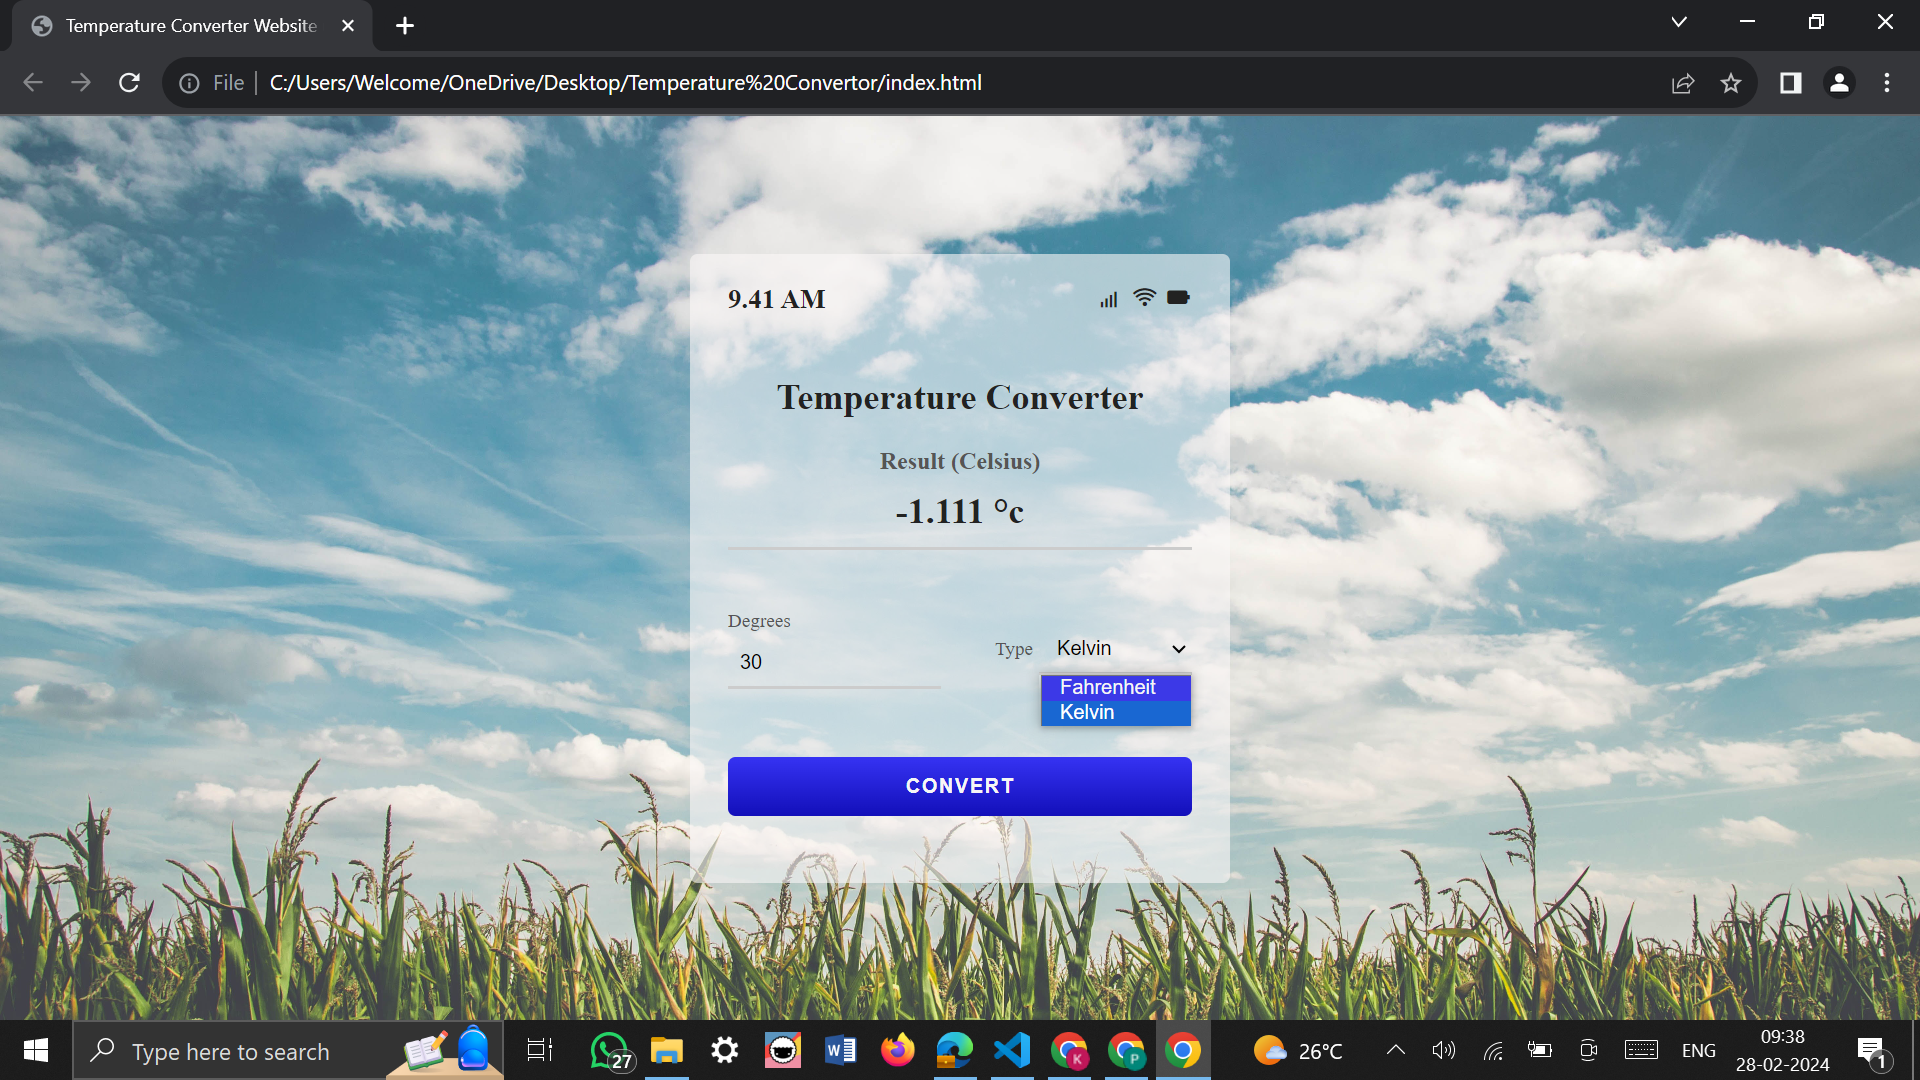 Temperature Converter Website
File
C:/Users/Welcome/OneDrive/Desktop/Temperature%20Convertor/index.html
9.41 AM
Temperature Converter
Result (Celsius)
-1.111 °c
Degrees
30
Type
Kelvin
Fahrenheit
Kelvin
CONVERT
Type here to search
27
W
K
P
26°C
ENG
09:38
28-02-2024
1